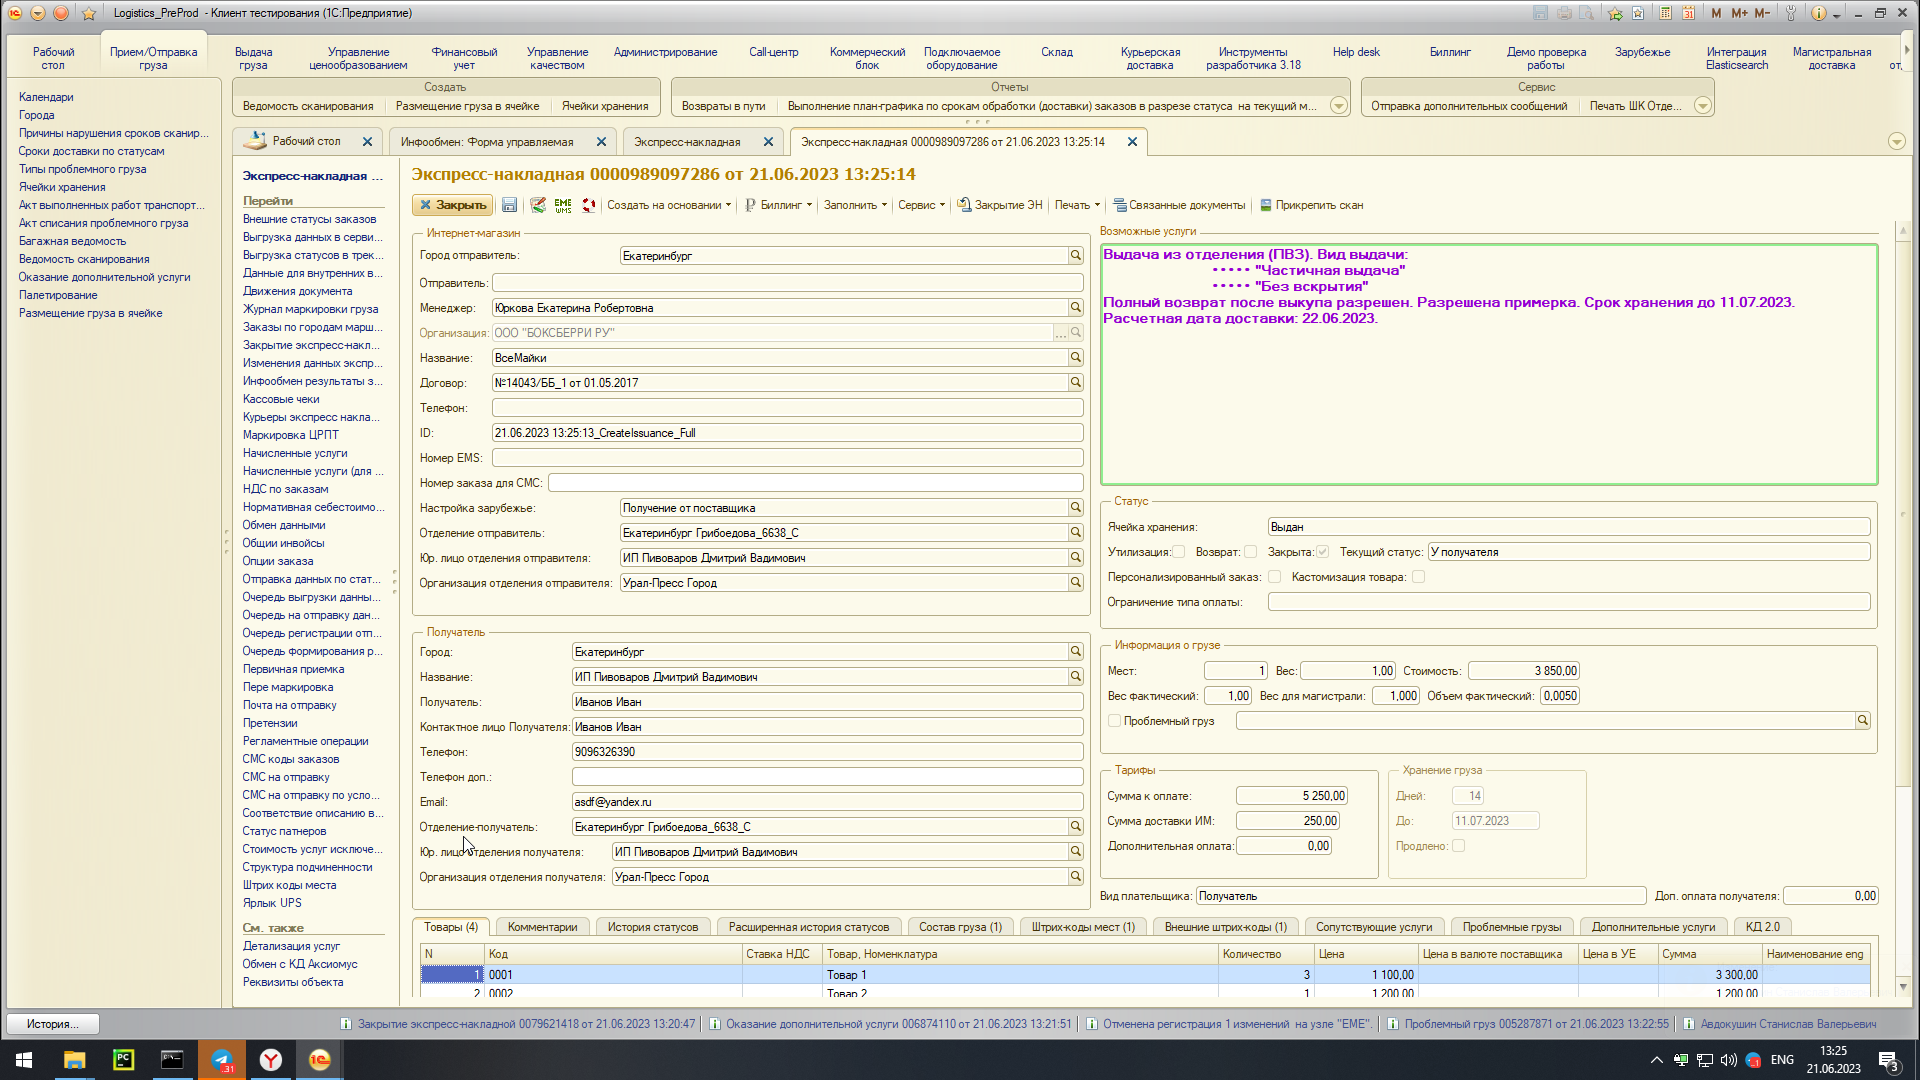 Logistics_PreProd - Клиент тестирования (1С:Предприятие)
M M+ M-
Рабочий стол
Прием/Отправка груза
Выдача груза
Управление ценообразованием
Финансовый учет
Управление качеством
Администрирование
Call-центр
Коммерческий блок
Подключаемое оборудование
Склад
Курьерская доставка
Инструменты разработчика 3.18
Help desk
Биллинг
Демо проверка работы
Зарубежье
Интеграция Elasticsearch
Магистральная доставка
Создать
Ведомость сканирования
Размещение груза в ячейке
Ячейки хранения
Отчеты
Возвраты в пути
Выполнение план-графика по срокам обработки (доставки) заказов в разрезе статуса на текущий м...
Сервис
Отправка дополнительных сообщений
Печать ШК Отде...
Календари
Города
Причины нарушения сроков сканир...
Сроки доставки по статусам
Типы проблемного груза
Ячейки хранения
Акт выполненных работ транспорт...
Акт списания проблемного груза
Багажная ведомость
Ведомость сканирования
Оказание дополнительной услуги
Палетирование
Размещение груза в ячейке
Рабочий стол
Инфообмен: Форма управляемая
Экспресс-накладная
Экспресс-накладная 0000989097286 от 21.06.2023 13:25:14
Экспресс-накладная ...
Перейти
Внешние статусы заказов
Выгрузка данных в серви...
Выгрузка статусов в трек...
Данные для внутренних в...
Движения документа
Журнал маркировки груза
Заказы по городам марш...
Закрытие экспресс-накл...
Изменения данных экспр...
Инфообмен результаты з...
Кассовые чеки
Курьеры экспресс накла...
Маркировка ЦРПТ
Начисленные услуги
Начисленные услуги (для ...
НДС по заказам
Нормативная себестоимо...
Обмен данными
Общии инвойсы
Опции заказа
Отправка данных по стат...
Очередь выгрузки данны...
Очередь на отправку дан...
Очередь регистрации отп...
Очередь формирования р...
Первичная приемка
Пере маркировка
Почта на отправку
Претензии
Регламентные операции
СМС коды заказов
СМС на отправку
СМС на отправку по усло...
Соответствие описанию в...
Статус патнеров
Стоимость услуг исключе...
Структура подчиненности
Штрих коды места
Ярлык UPS
См. также
Детализация услуг
Обмен с КД Аксиомус
Реквизиты объекта
Экспресс-накладная 0000989097286 от 21.06.2023 13:25:14
Закрыть
EME WMS
Создать на основании
Биллинг
Заполнить
Сервис
Закрытие ЭН
Печать
Связанные документы
Прикрепить скан
Интернет-магазин
Город отправитель: Екатеринбург
Отправитель:
Менеджер: Юркова Екатерина Робертовна
Организация: ООО "БОКСБЕРРИ РУ"
Название: ВсеМайки
Договор: №14043/ББ_1 от 01.05.2017
Телефон:
ID: 21.06.2023 13:25:13_CreateIssuance_Full
Номер EMS:
Номер заказа для СМС:
Настройка зарубежье: Получение от поставщика
Отделение отправитель: Екатеринбург Грибоедова_6638_С
Юр. лицо отделения отправителя: ИП Пивоваров Дмитрий Вадимович
Организация отделения отправителя: Урал-Пресс Город
Получатель
Город: Екатеринбург
Название: ИП Пивоваров Дмитрий Вадимович
Получатель: Иванов Иван
Контактное лицо Получателя: Иванов Иван
Телефон: 9096326390
Телефон доп.:
Email: asdf@yandex.ru
Отделение-получатель: Екатеринбург Грибоедова_6638_С
Юр. лицо отделения получателя: ИП Пивоваров Дмитрий Вадимович
Организация отделения получателя: Урал-Пресс Город
Возможные услуги
Выдача из отделения (ПВЗ). Вид выдачи:
••••• "Частичная выдача"
••••• "Без вскрытия"
Полный возврат после выкупа разрешен. Разрешена примерка. Срок хранения до 11.07.2023.
Расчетная дата доставки: 22.06.2023.
Статус
Ячейка хранения: Выдан
Утилизация: Возврат: Закрыта: Текущий статус: У получателя
Персонализированный заказ: Кастомизация товара:
Ограничение типа оплаты:
Информация о грузе
Мест: 1 Вес: 1,00 Стоимость: 3 850,00
Вес фактический: 1,00 Вес для магистрали: 1,000 Объем фактический: 0,0050
Проблемный груз
Тарифы
Сумма к оплате: 5 250,00
Сумма доставки ИМ: 250,00
Дополнительная оплата: 0,00
Хранение груза
Дней: 14
До: 11.07.2023
Продлено:
Вид плательщика: Получатель Доп. оплата получателя: 0,00
Товары (4)
Комментарии
История статусов
Расширенная история статусов
Состав груза (1)
Штрих-коды мест (1)
Внешние штрих-коды (1)
Сопутствующие услуги
Проблемные грузы
Дополнительные услуги
КД 2.0
N Код Ставка НДС Товар, Номенклатура Количество Цена Цена в валюте поставщика Цена в УЕ Сумма Наименование eng
1 0001 Товар 1 3 1 100,00 3 300,00
2 0002 Товар 2 1 1 200,00 1 200,00
История...
Закрытие экспресс-накладной 0079621418 от 21.06.2023 13:20:47
Оказание дополнительной услуги 006874110 от 21.06.2023 13:21:51
Отменена регистрация 1 изменений на узле "EME".
Проблемный груз 005287871 от 21.06.2023 13:22:55
Авдокушин Станислав Валерьевич
ENG
13:25
21.06.2023
3